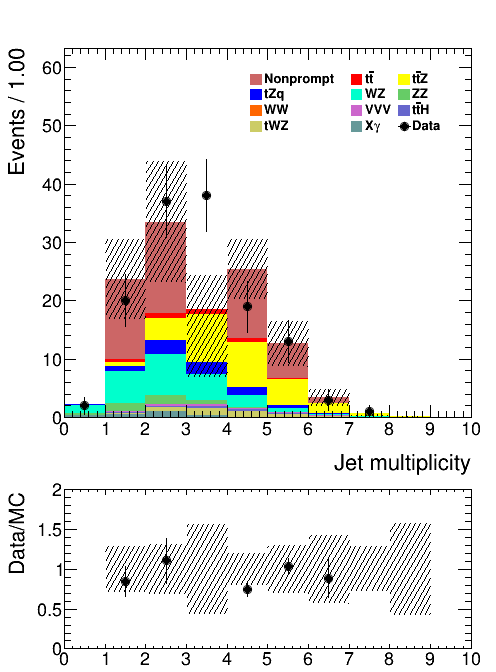 Events / 1.00
60
50
40
30
20
10
0
Nonprompt tt̄ tt̄Z
tZq WZ ZZ
WW VVV tt̄H
tWZ Xγ Data
0 1 2 3 4 5 6 7 8 9 10
Jet multiplicity
Data/MC
2
1.5
1
0.5
0
0 1 2 3 4 5 6 7 8 9 10